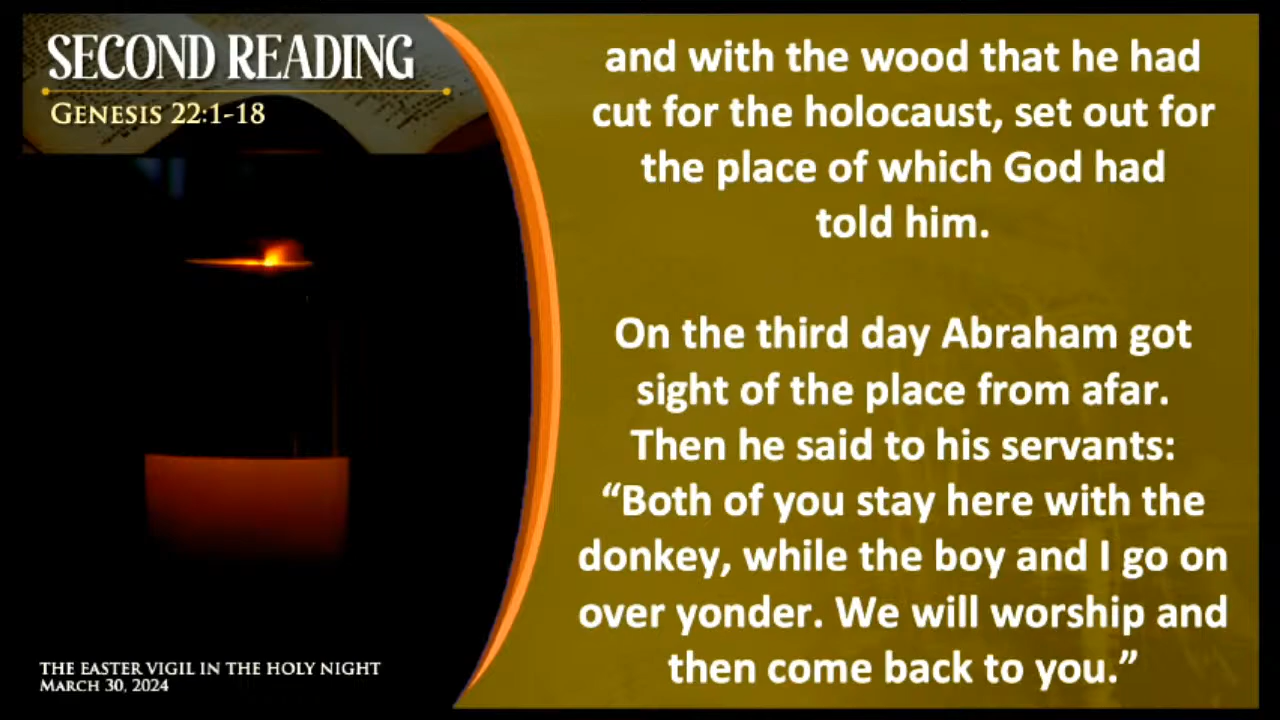 SECOND READING
GENESIS 22:1-18
and with the wood that he had
cut for the holocaust, set out for
the place of which God had
told him.
On the third day Abraham got
sight of the place from afar.
Then he said to his servants:
“Both of you stay here with the
donkey, while the boy and I go on
over yonder. We will worship and
then come back to you.”
THE EASTER VIGIL IN THE HOLY NIGHT
MARCH 30, 2024